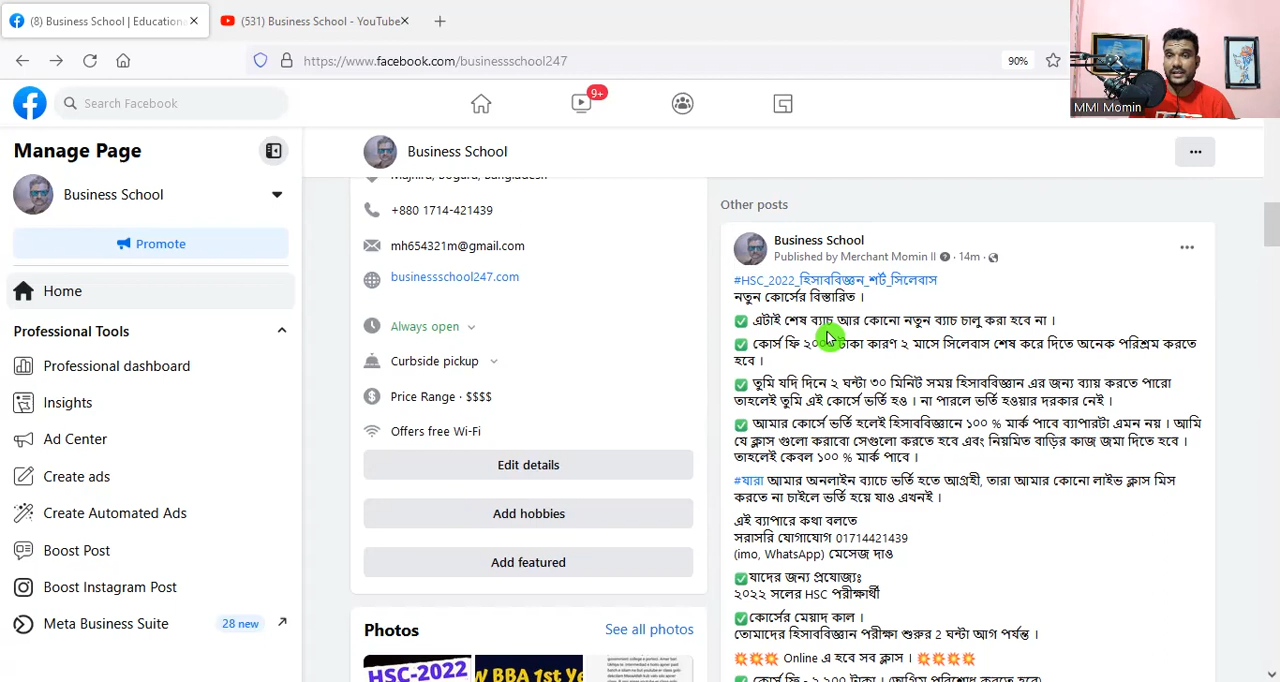 (8) Business School | Educationa
(531) Business School - YouTube
https://www.facebook.com/businessschool247
90%
MMI Momin
Search Facebook
9+
Manage Page
Business School
Promote
Home
Professional Tools
Professional dashboard
Insights
Ad Center
Create ads
Create Automated Ads
Boost Post
Boost Instagram Post
Meta Business Suite
28 new
Business School
Majhira, Bogura, Bangladesh
+880 1714-421439
mh654321m@gmail.com
businessschool247.com
Always open
Curbside pickup
Price Range · $$$$
Offers free Wi-Fi
Edit details
Add hobbies
Add featured
Photos
See all photos
HSC-2022
BBA 1st Ye
Other posts
Business School
Published by Merchant Momin II · 14m ·
#HSC_2022_হিসাববিজ্ঞান_শর্ট_সিলেবাস
নতুন কোর্সের বিস্তারিত ।
✅ এটাই শেষ ব্যাচ আর কোনো নতুন ব্যাচ চালু করা হবে না ।
✅ কোর্স ফি টাকা কারণ ২ মাসে সিলেবাস শেষ করে দিতে অনেক পরিশ্রম করতে
হবে ।
✅ তুমি যদি দিনে ২ ঘন্টা ৩০ মিনিট সময় হিসাববিজ্ঞান এর জন্য ব্যায় করতে পারো
তাহলেই তুমি এই কোর্সে ভর্তি হও । না পারলে ভর্তি হওয়ার দরকার নেই ।
✅ আমার কোর্সে ভর্তি হলেই হিসাববিজ্ঞানে ১০০ % মার্ক পাবে ব্যাপারটা এমন নয় । আমি
যে ক্লাস গুলো করাবো সেগুলো করতে হবে এবং নিয়মিত বাড়ির কাজ জমা দিতে হবে ।
তাহলেই কেবল ১০০ % মার্ক পাবে ।
#যারা আমার অনলাইন ব্যাচে ভর্তি হতে আগ্রহী, তারা আমার কোনো লাইভ ক্লাস মিস
করতে না চাইলে ভর্তি হয়ে যাও এখনই ।
এই ব্যাপারে কথা বলতে
সরাসরি যোগাযোগ 01714421439
(imo, WhatsApp) মেসেজ দাও
✅যাদের জন্য প্রযোজ্যঃ
২০২২ সলের HSC পরীক্ষার্থী
✅কোর্সের মেয়াদ কাল ।
তোমাদের হিসাববিজ্ঞান পরীক্ষা শুরুর 2 ঘন্টা আগ পর্যন্ত ।
💥💥💥 Online এ হবে সব ক্লাস । 💥💥💥💥